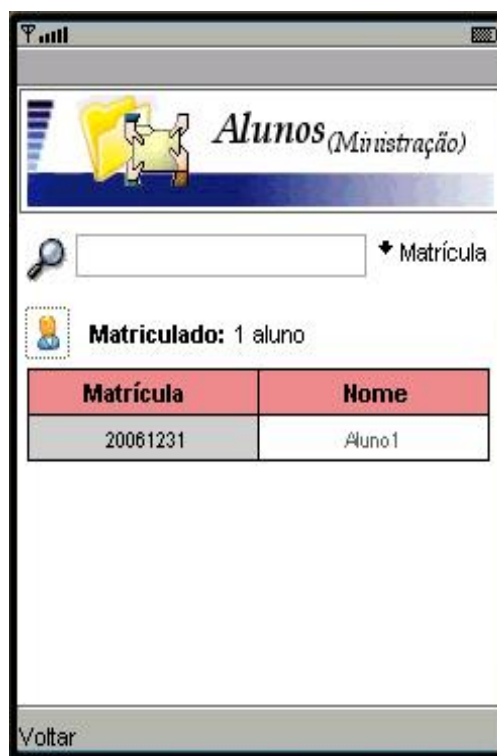 Alunos (Ministração)
Matrícula
Matriculado: 1 aluno
Matrícula Nome
20061231 Aluno1
Voltar